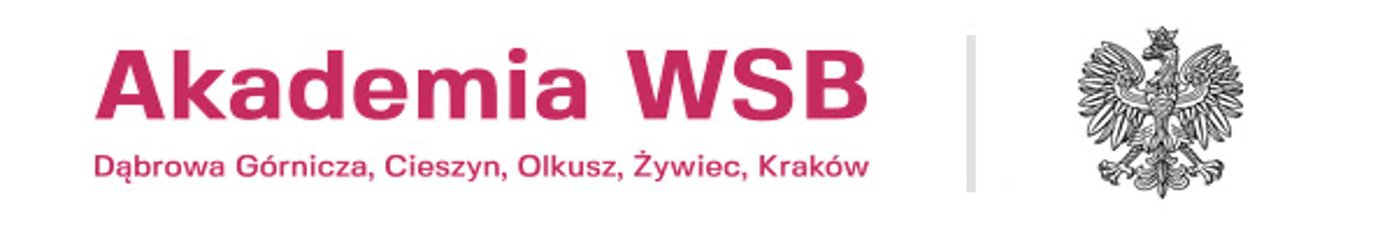 Akademia WSB
Dąbrowa Górnicza, Cieszyn, Olkusz, Żywiec, Kraków